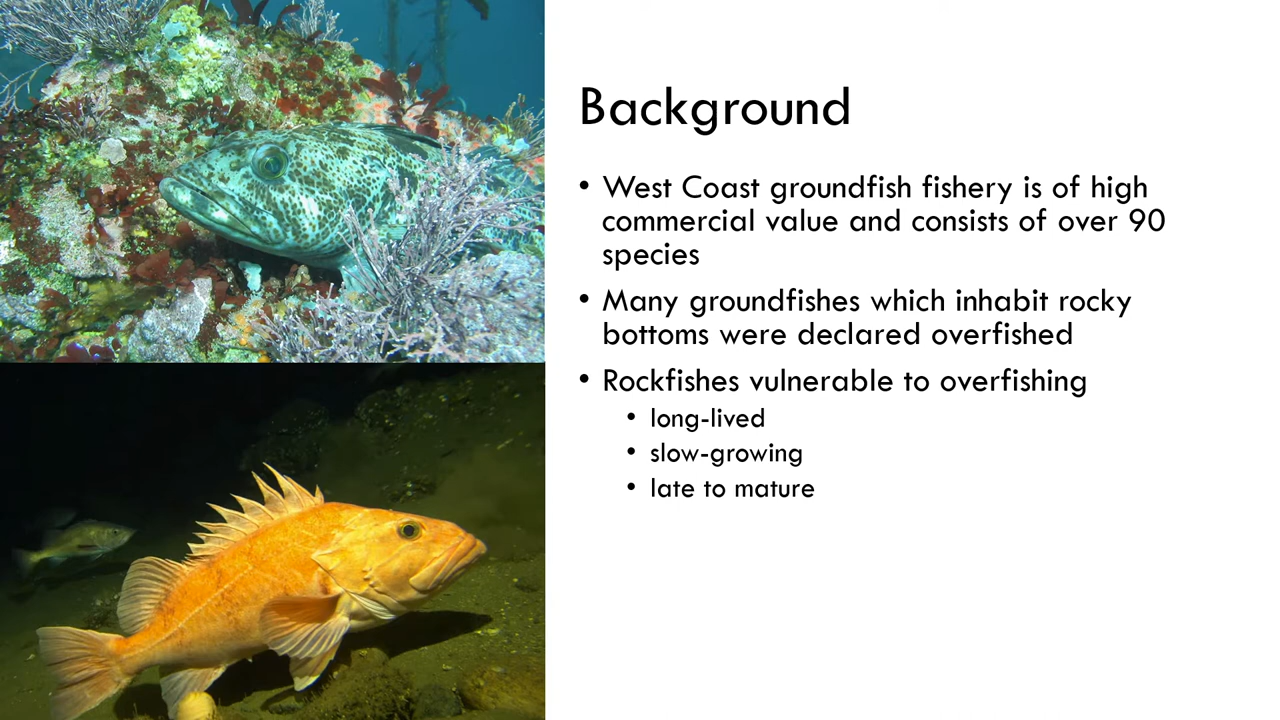 Background
• West Coast groundfish fishery is of high
commercial value and consists of over 90
species
• Many groundfishes which inhabit rocky
bottoms were declared overfished
• Rockfishes vulnerable to overfishing
• long-lived
• slow-growing
• late to mature